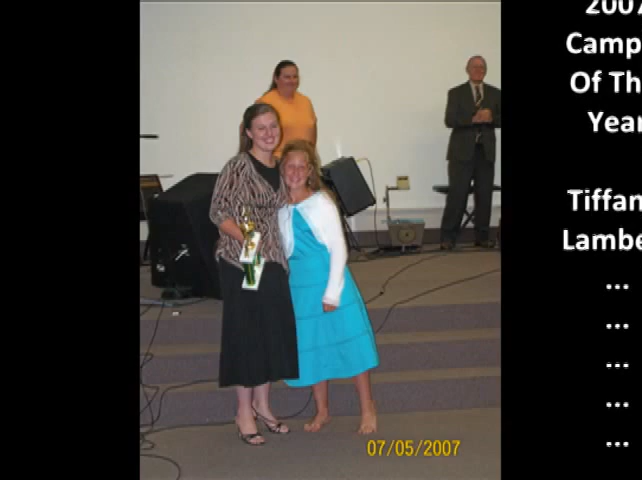 2007
Camp
Of Th
Year
Tiffan
Lambe
...
...
...
...
...
07/05/2007